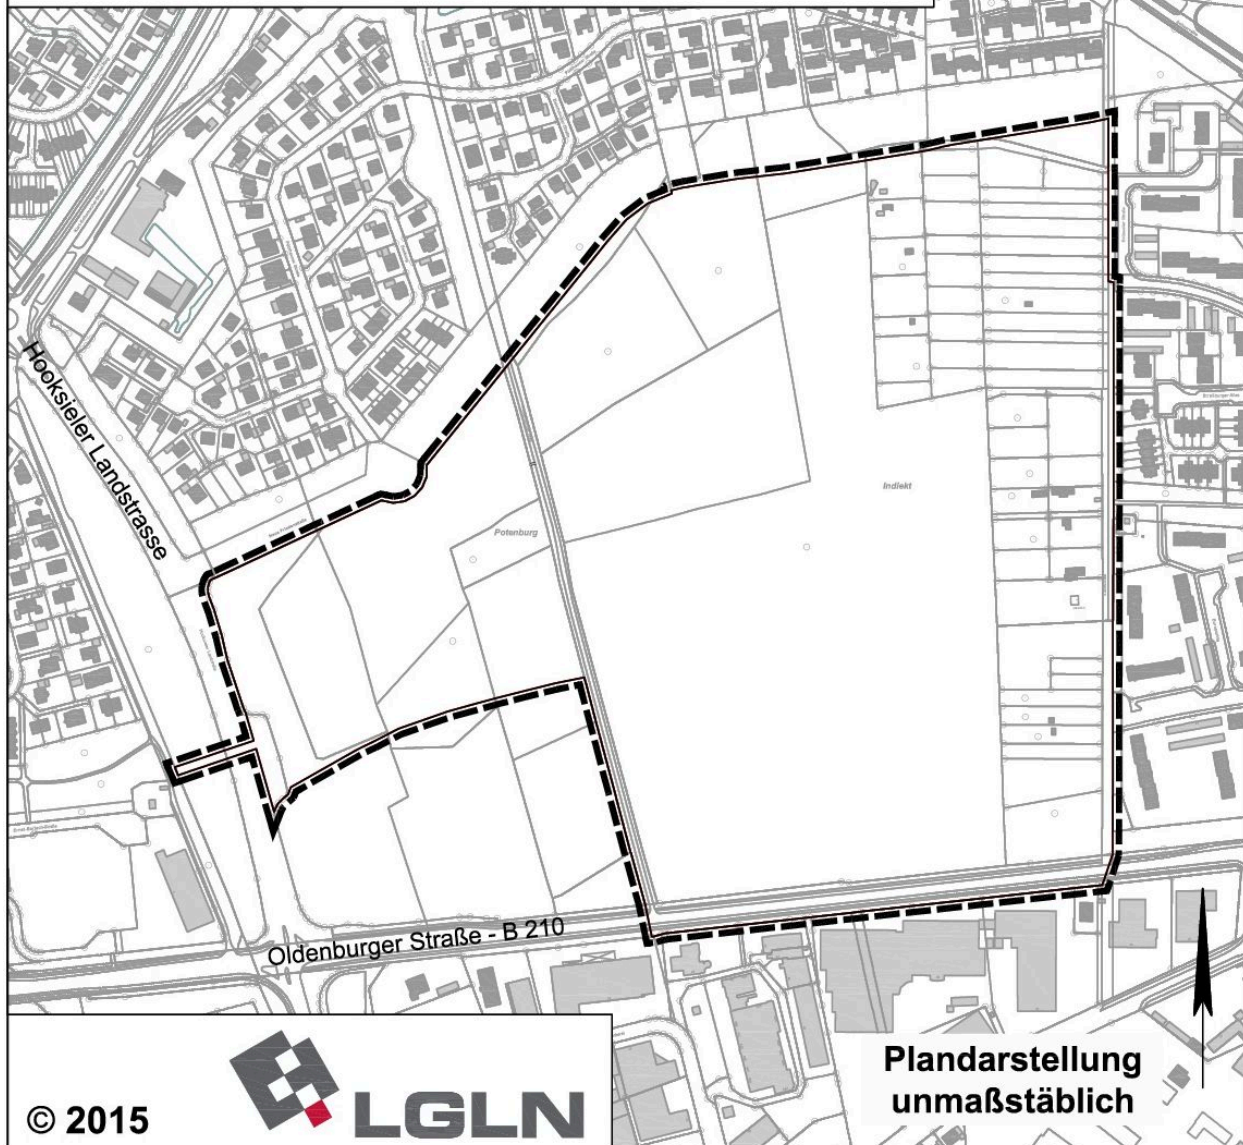 Hooksieler Landstrasse
Potenburg
Indiekt
Oldenburger Straße - B 210
© 2015
LGLN
Plandarstellung
unmaßstäblich